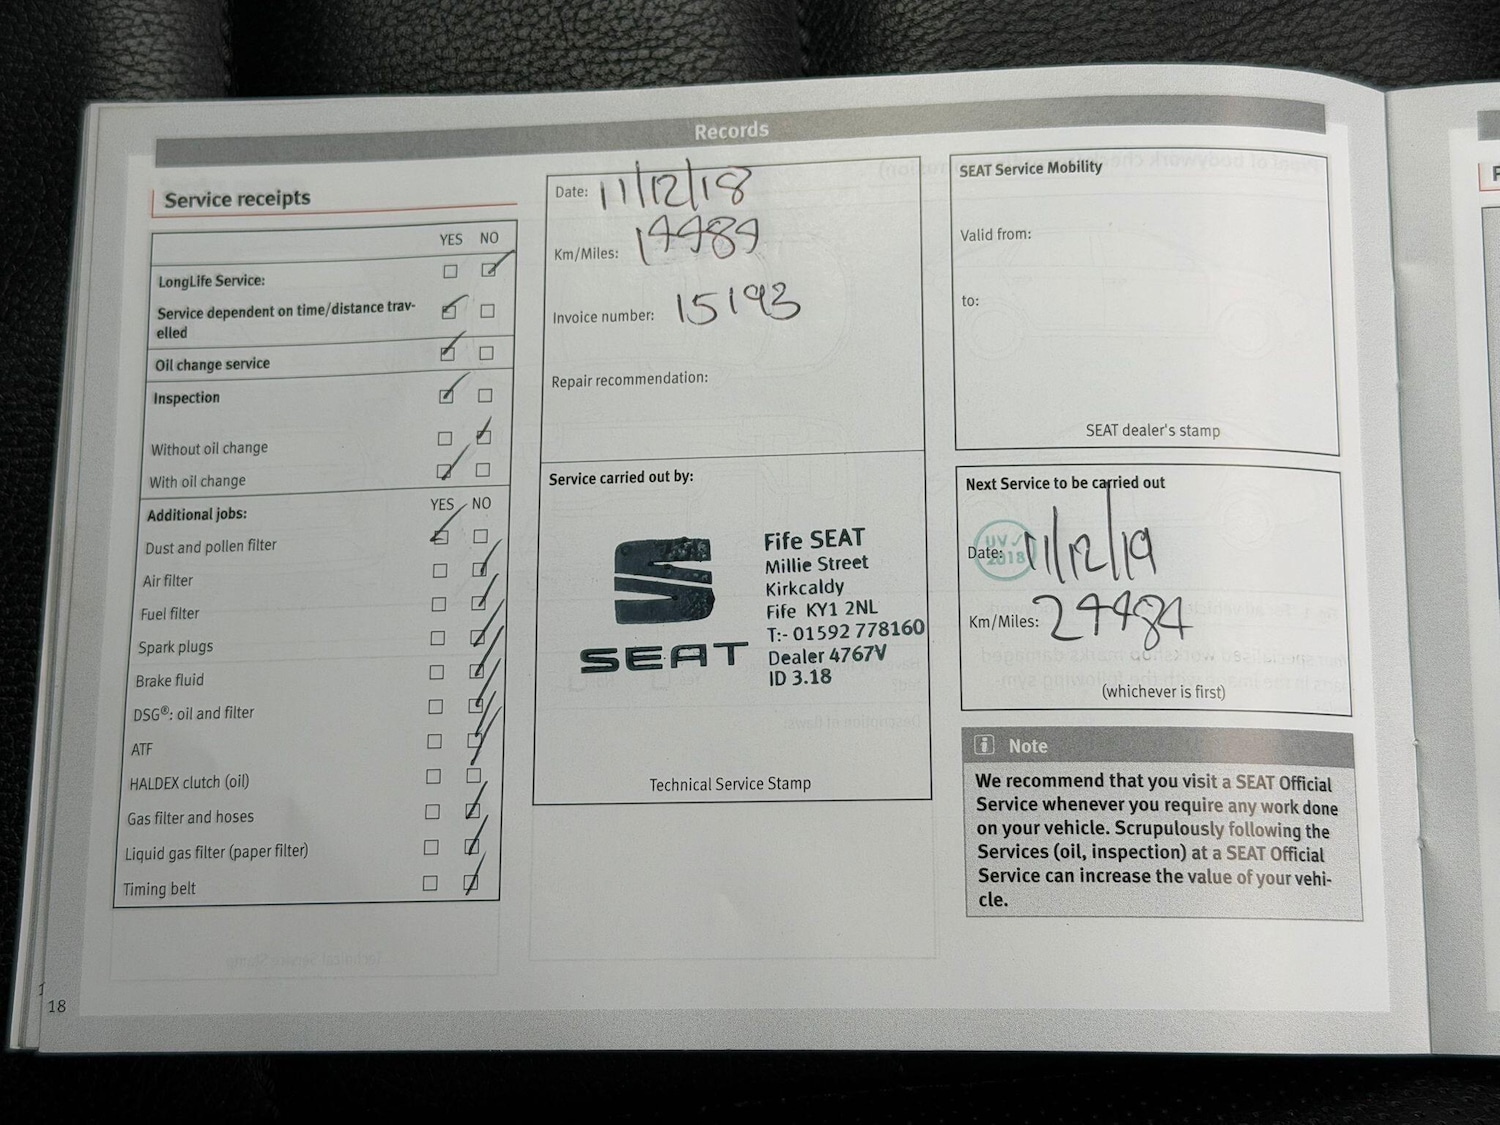 Records
Service receipts
YES NO
LongLife Service:
Service dependent on time/distance trav-
elled
Oil change service
Inspection
Without oil change
With oil change
Additional jobs:
YES NO
Dust and pollen filter
Air filter
Fuel filter
Spark plugs
Brake fluid
DSG®: oil and filter
ATF
HALDEX clutch (oil)
Gas filter and hoses
Liquid gas filter (paper filter)
Timing belt
Date: 11/12/18
Km/Miles: 14484
Invoice number: 15193
Repair recommendation:
Service carried out by:
SEAT
Fife SEAT
Millie Street
Kirkcaldy
Fife KY1 2NL
T:- 01592 778160
Dealer 4767V
ID 3.18
Technical Service Stamp
SEAT Service Mobility
Valid from:
to:
SEAT dealer's stamp
Next Service to be carried out
UV ✓
2018
Date: 11/12/19
Km/Miles: 24484
(whichever is first)
i Note
We recommend that you visit a SEAT Official
Service whenever you require any work done
on your vehicle. Scrupulously following the
Services (oil, inspection) at a SEAT Official
Service can increase the value of your vehi-
cle.
18